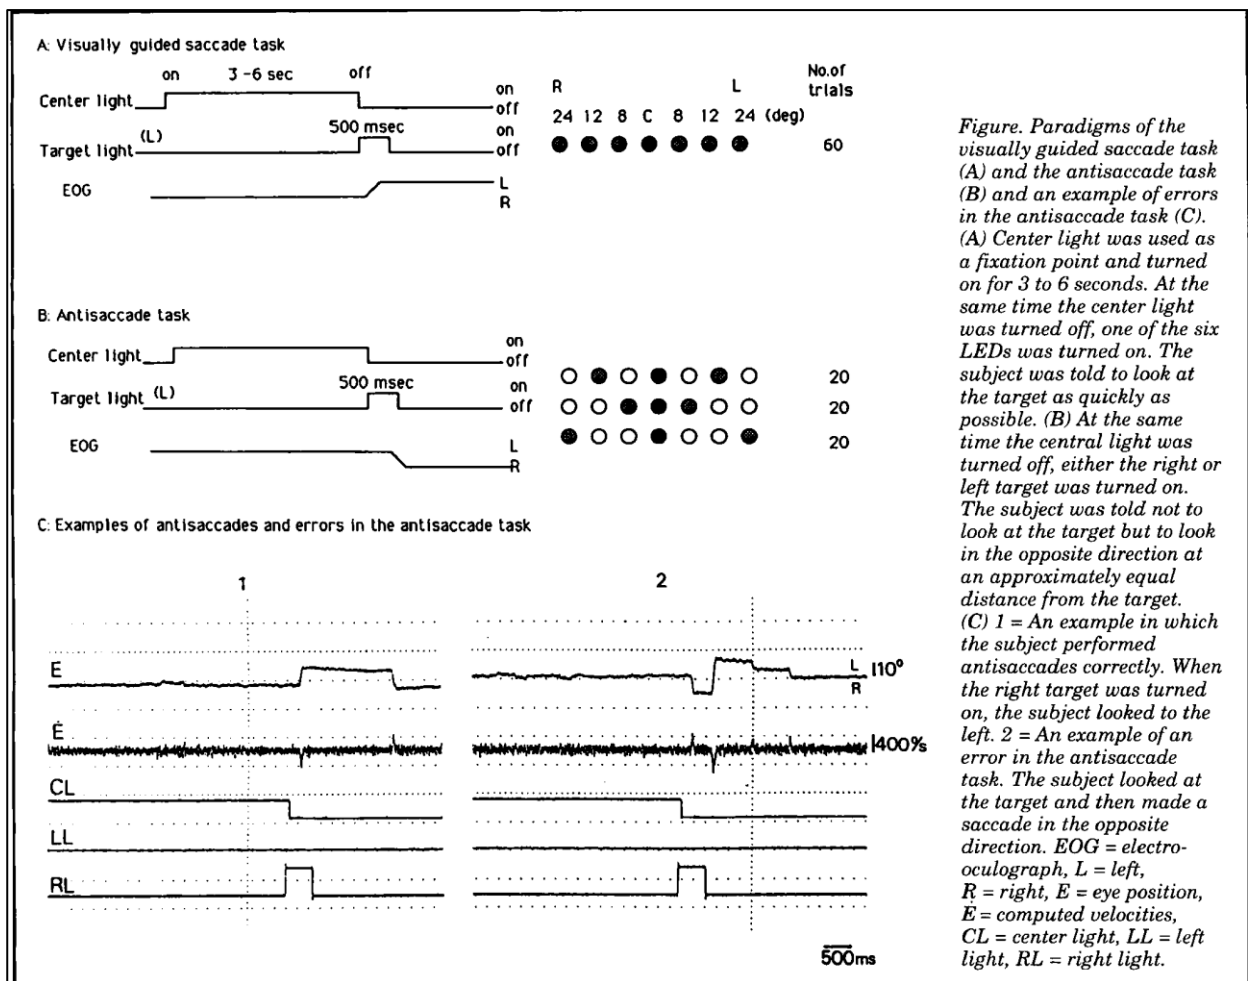 A: Visually guided saccade task
on 3 -6 sec off
Center light
on
off
(L)
500 msec
Target light
on
off
EOG
L
R
R L
24 12 8 C 8 12 24 (deg)
No.of
trials
60
B: Antisaccade task
Center light
on
off
500 msec
Target light (L)
on
off
EOG
L
R
20
20
20
C: Examples of antisaccades and errors in the antisaccade task
1
2
E
L
R
10°
Ė
400°/s
CL
LL
RL
500ms
Figure. Paradigms of the
visually guided saccade task
(A) and the antisaccade task
(B) and an example of errors
in the antisaccade task (C).
(A) Center light was used as
a fixation point and turned
on for 3 to 6 seconds. At the
same time the center light
was turned off, one of the six
LEDs was turned on. The
subject was told to look at
the target as quickly as
possible. (B) At the same
time the central light was
turned off, either the right or
left target was turned on.
The subject was told not to
look at the target but to look
in the opposite direction at
an approximately equal
distance from the target.
(C) 1 = An example in which
the subject performed
antisaccades correctly. When
the right target was turned
on, the subject looked to the
left. 2 = An example of an
error in the antisaccade
task. The subject looked at
the target and then made a
saccade in the opposite
direction. EOG = electro-
oculograph, L = left,
R = right, E = eye position,
Ė = computed velocities,
CL = center light, LL = left
light, RL = right light.